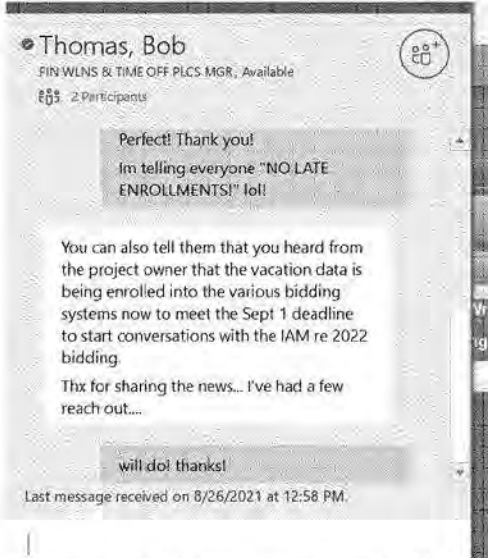 Thomas, Bob
FIN WLNS & TIME OFF PLCS MGR, Available
2 Participants
Perfect! Thank you!
Im telling everyone "NO LATE
ENROLLMENTS!" lol!
You can also tell them that you heard from
the project owner that the vacation data is
being enrolled into the various bidding
systems now to meet the Sept 1 deadline
to start conversations with the IAM re 2022
bidding.
Thx for sharing the news... I've had a few
reach out....
will do! thanks!
Last message received on 8/26/2021 at 12:58 PM.